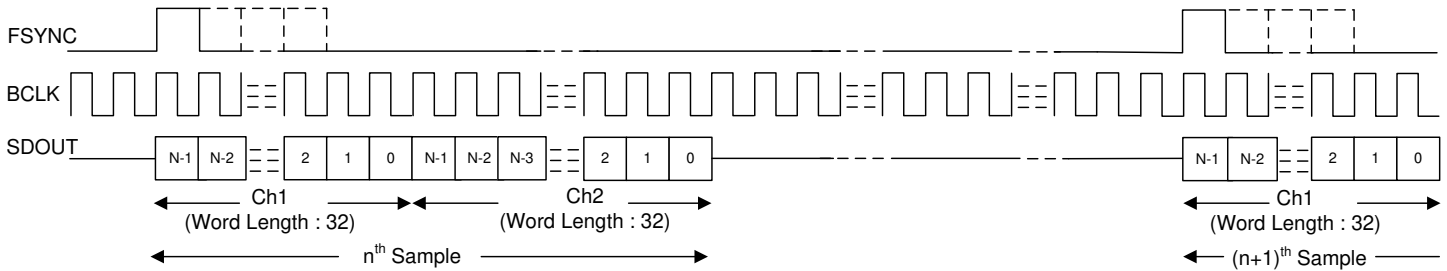 FSYNC
BCLK
SDOUT N-1 N-2 2 1 0 N-1 N-2 N-3 2 1 0 N-1 N-2 2 1 0
Ch1 Ch2 Ch1
(Word Length : 32) (Word Length : 32) (Word Length : 32)
nth Sample (n+1)th Sample